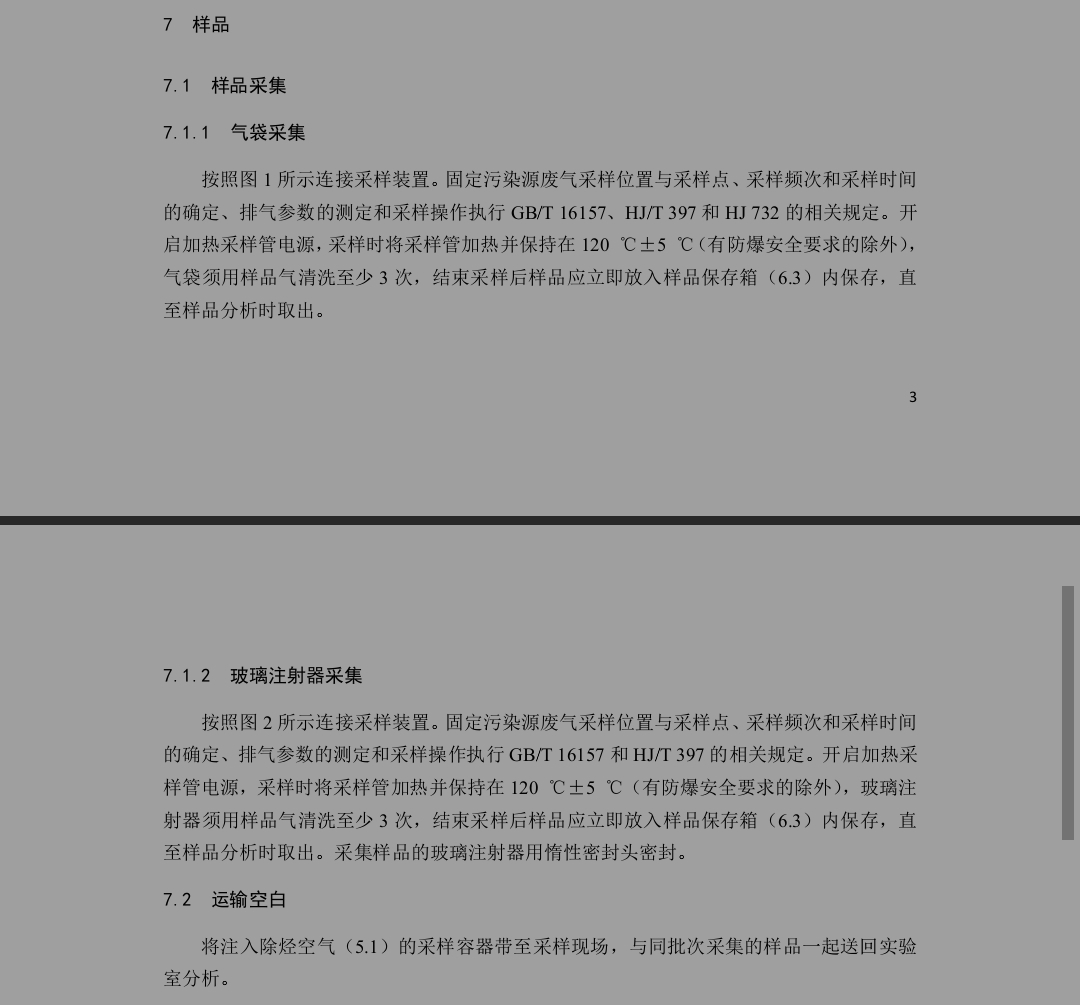 7 样品
7.1 样品采集
7.1.1 气袋采集
按照图 1 所示连接采样装置。固定污染源废气采样位置与采样点、采样频次和采样时间
的确定、排气参数的测定和采样操作执行 GB/T 16157、HJ/T 397 和 HJ 732 的相关规定。开
启加热采样管电源，采样时将采样管加热并保持在 120 ℃±5 ℃（有防爆安全要求的除外），
气袋须用样品气清洗至少 3 次，结束采样后样品应立即放入样品保存箱（6.3）内保存，直
至样品分析时取出。
3
7.1.2 玻璃注射器采集
按照图 2 所示连接采样装置。固定污染源废气采样位置与采样点、采样频次和采样时间
的确定、排气参数的测定和采样操作执行 GB/T 16157 和 HJ/T 397 的相关规定。开启加热采
样管电源，采样时将采样管加热并保持在 120 ℃±5 ℃（有防爆安全要求的除外），玻璃注
射器须用样品气清洗至少 3 次，结束采样后样品应立即放入样品保存箱（6.3）内保存，直
至样品分析时取出。采集样品的玻璃注射器用惰性密封头密封。
7.2 运输空白
将注入除烃空气（5.1）的采样容器带至采样现场，与同批次采集的样品一起送回实验
室分析。